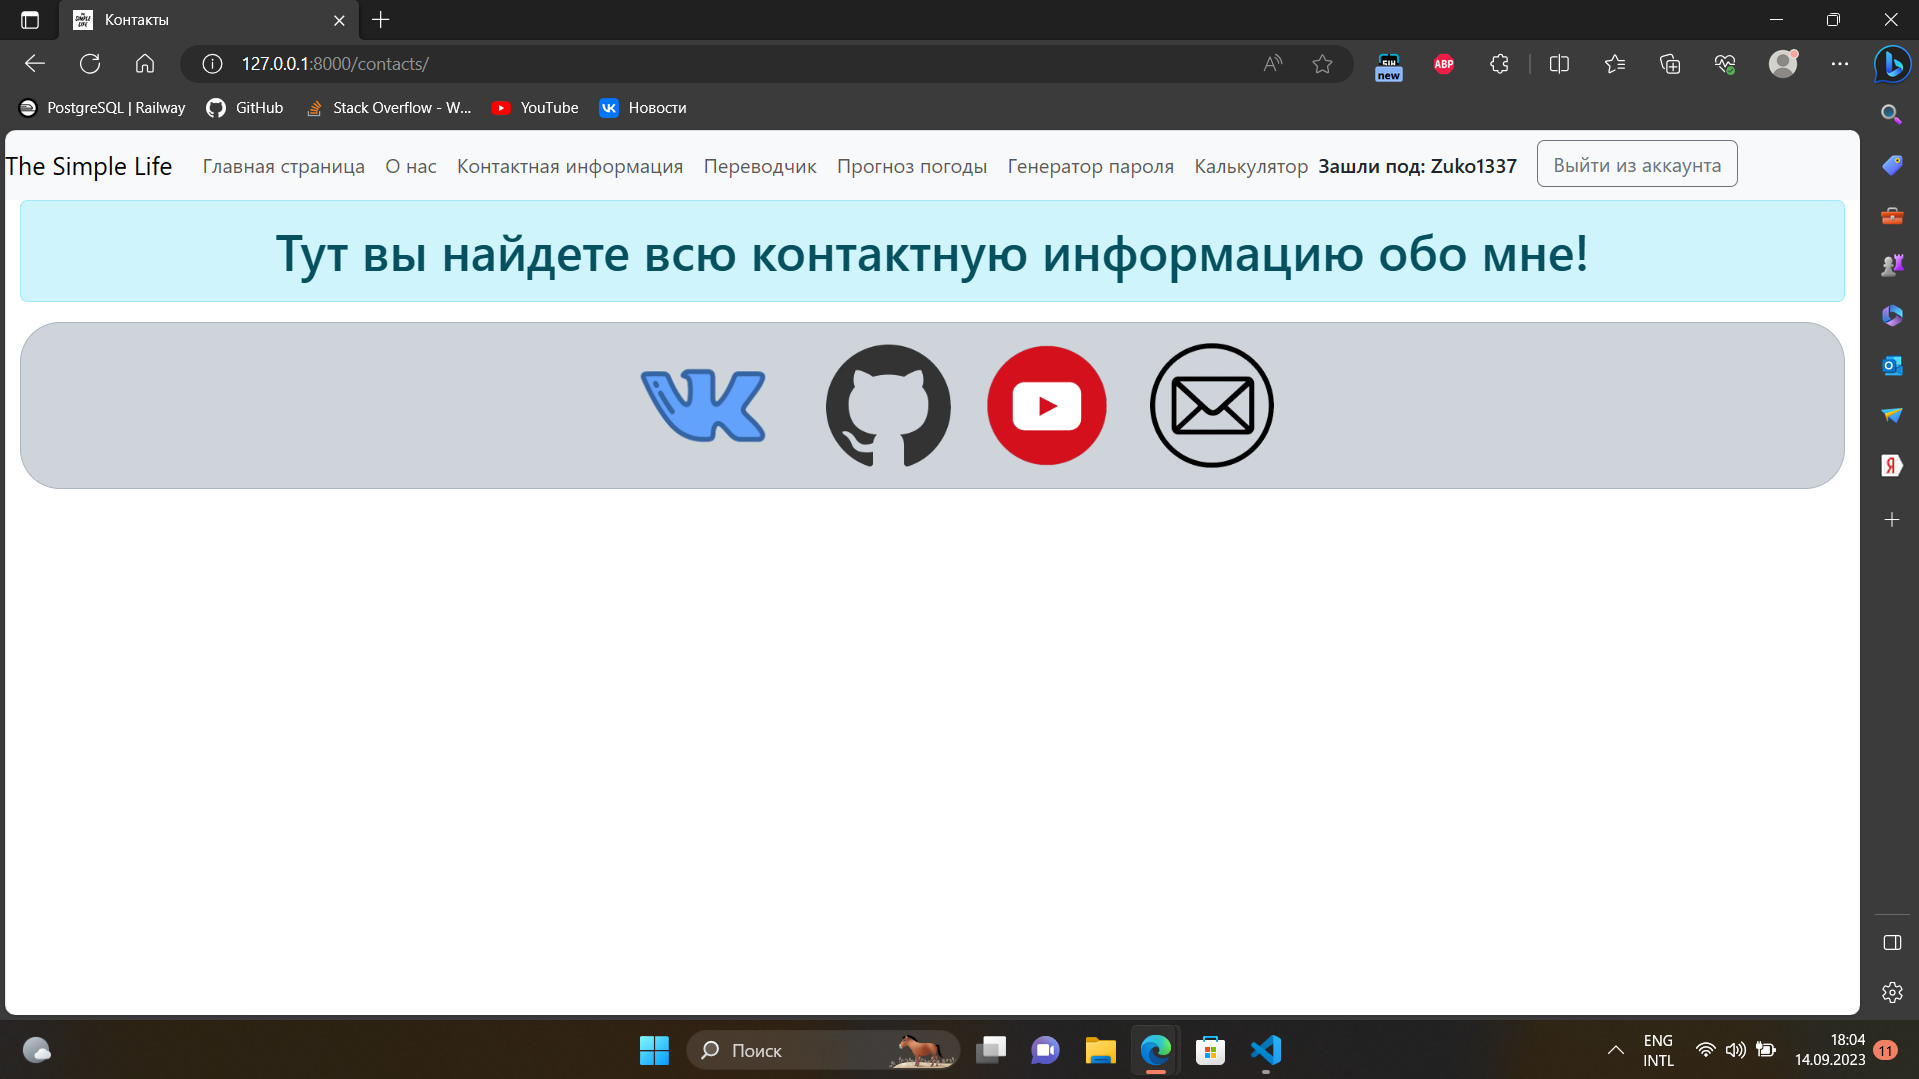 Контакты
127.0.0.1:8000/contacts/
new
ABP
PostgreSQL | Railway GitHub Stack Overflow - W... YouTube Новости
The Simple Life Главная страница О нас Контактная информация Переводчик Прогноз погоды Генератор пароля Калькулятор Зашли под: Zuko1337 Выйти из аккаунта
Тут вы найдете всю контактную информацию обо мне!
Поиск
ENG
INTL
18:04
14.09.2023
11